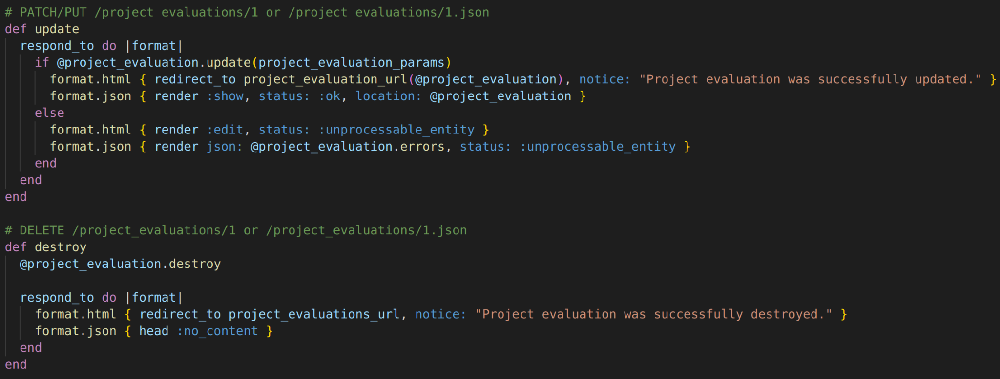 # PATCH/PUT /project_evaluations/1 or /project_evaluations/1.json
def update
  respond_to do |format|
    if @project_evaluation.update(project_evaluation_params)
      format.html { redirect_to project_evaluation_url(@project_evaluation), notice: "Project evaluation was successfully updated." }
      format.json { render :show, status: :ok, location: @project_evaluation }
    else
      format.html { render :edit, status: :unprocessable_entity }
      format.json { render json: @project_evaluation.errors, status: :unprocessable_entity }
    end
  end
end

# DELETE /project_evaluations/1 or /project_evaluations/1.json
def destroy
  @project_evaluation.destroy

  respond_to do |format|
    format.html { redirect_to project_evaluations_url, notice: "Project evaluation was successfully destroyed." }
    format.json { head :no_content }
  end
end